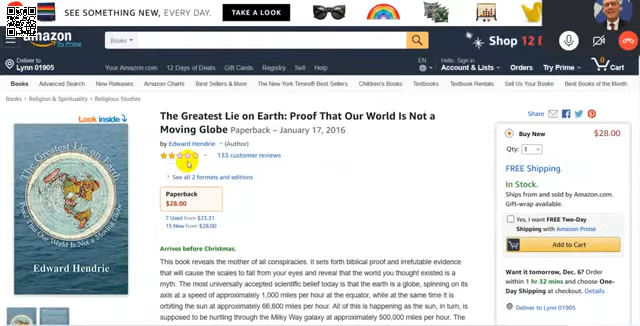 SEE SOMETHING NEW, EVERY DAY. TAKE A LOOK
amazon
Try Prime
Books
Shop 12 D
Deliver to
Lynn 01905
Your Amazon.com 12 Days of Deals Gift Cards Registry Sell Help
EN
Hello. Sign in
Account & Lists
Orders
Try Prime
0
Cart
Books Advanced Search New Releases Amazon Charts Best Sellers & More The New York Times® Best Sellers Children's Books Textbooks Textbook Rentals Sell Us Your Books Best Books of the Month
Books › Religion & Spirituality › Religious Studies
Look inside
The Greatest Lie on Earth
Proof That Our World Is Not a Moving Globe
Edward Hendrie
The Greatest Lie on Earth: Proof That Our World Is Not a
Moving Globe Paperback – January 17, 2016
by Edward Hendrie (Author)
133 customer reviews
› See all 2 formats and editions
Paperback
$28.00
7 Used from $23.31
15 New from $28.00
Arrives before Christmas.
This book reveals the mother of all conspiracies. It sets forth biblical proof and irrefutable evidence
that will cause the scales to fall from your eyes and reveal that the world you thought existed is a
myth. The most universally accepted scientific belief today is that the earth is a globe, spinning on
its axis at a speed of approximately 1,000 miles per hour at the equator, while at the same time it is
orbiting the sun at approximately 66,600 miles per hour. All of this is happening as the sun, in turn, is
supposed to be hurtling through the Milky Way galaxy at approximately 500,000 miles per hour. The
Share
Buy New $28.00
Qty: 1
FREE Shipping.
In Stock.
Ships from and sold by Amazon.com.
Gift-wrap available.
Yes, I want FREE Two-Day
Shipping with Amazon Prime
Add to Cart
Want it tomorrow, Dec. 6? Order
within 1 hr 32 mins and choose One-
Day Shipping at checkout. Details
Deliver to Lynn 01905